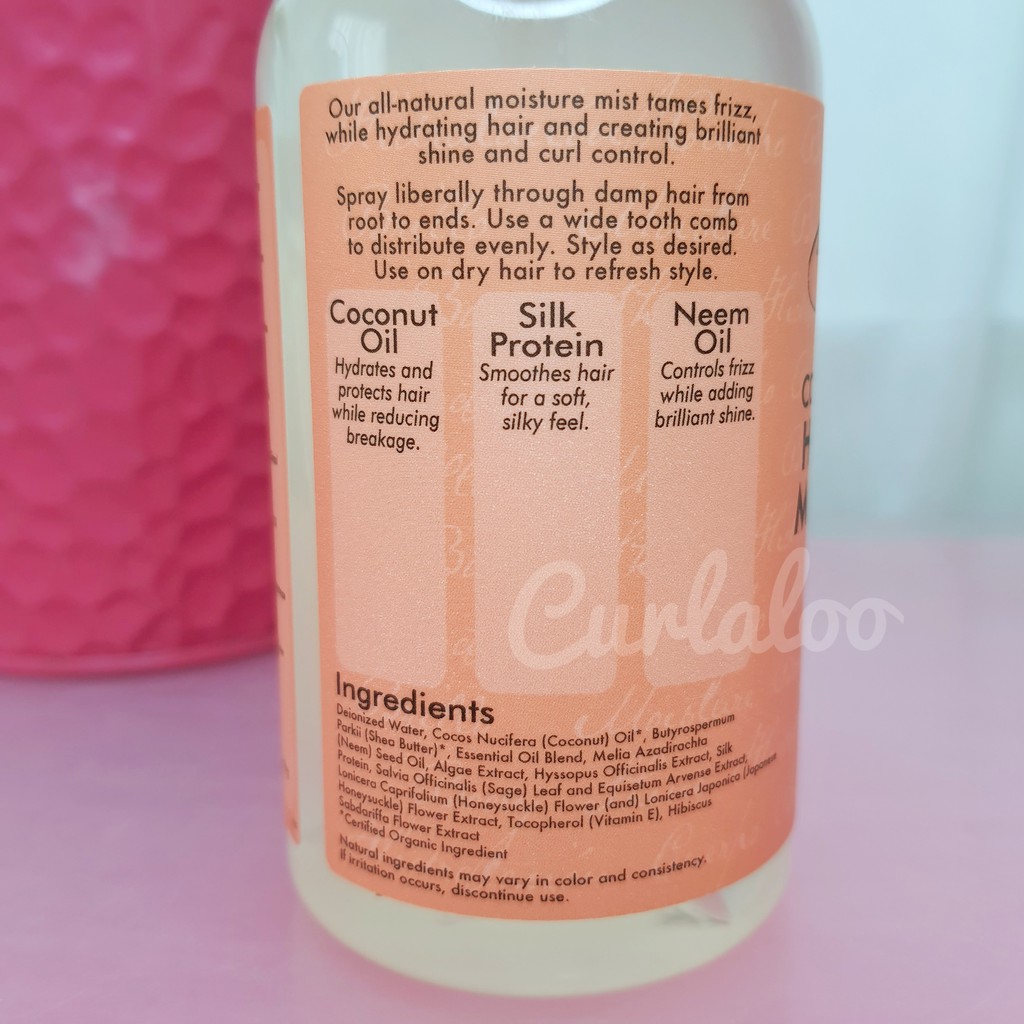 Our all-natural moisture mist tames frizz,
while hydrating hair and creating brilliant
shine and curl control.
Spray liberally through damp hair from
root to ends. Use a wide tooth comb
to distribute evenly. Style as desired.
Use on dry hair to refresh style.
Coconut
Oil
Hydrates and
protects hair
while reducing
breakage.
Silk
Protein
Smoothes hair
for a soft,
silky feel.
Neem
Oil
Controls frizz
while adding
brilliant shine.
Curlaloo
Ingredients
Deionized Water, Cocos Nucifera (Coconut) Oil*, Butyrospermum
Parkii (Shea Butter)*, Essential Oil Blend, Melia Azadirachta
(Neem) Seed Oil, Algae Extract, Hyssopus Officinalis Extract, Silk
Protein, Salvia Officinalis (Sage) Leaf and Equisetum Arvense Extract,
Lonicera Caprifolium (Honeysuckle) Flower (and) Lonicera Japonica (Japanese
Honeysuckle) Flower Extract, Tocopherol (Vitamin E), Hibiscus
Sabdariffa Flower Extract
*Certified Organic Ingredient
Natural ingredients may vary in color and consistency.
If irritation occurs, discontinue use.